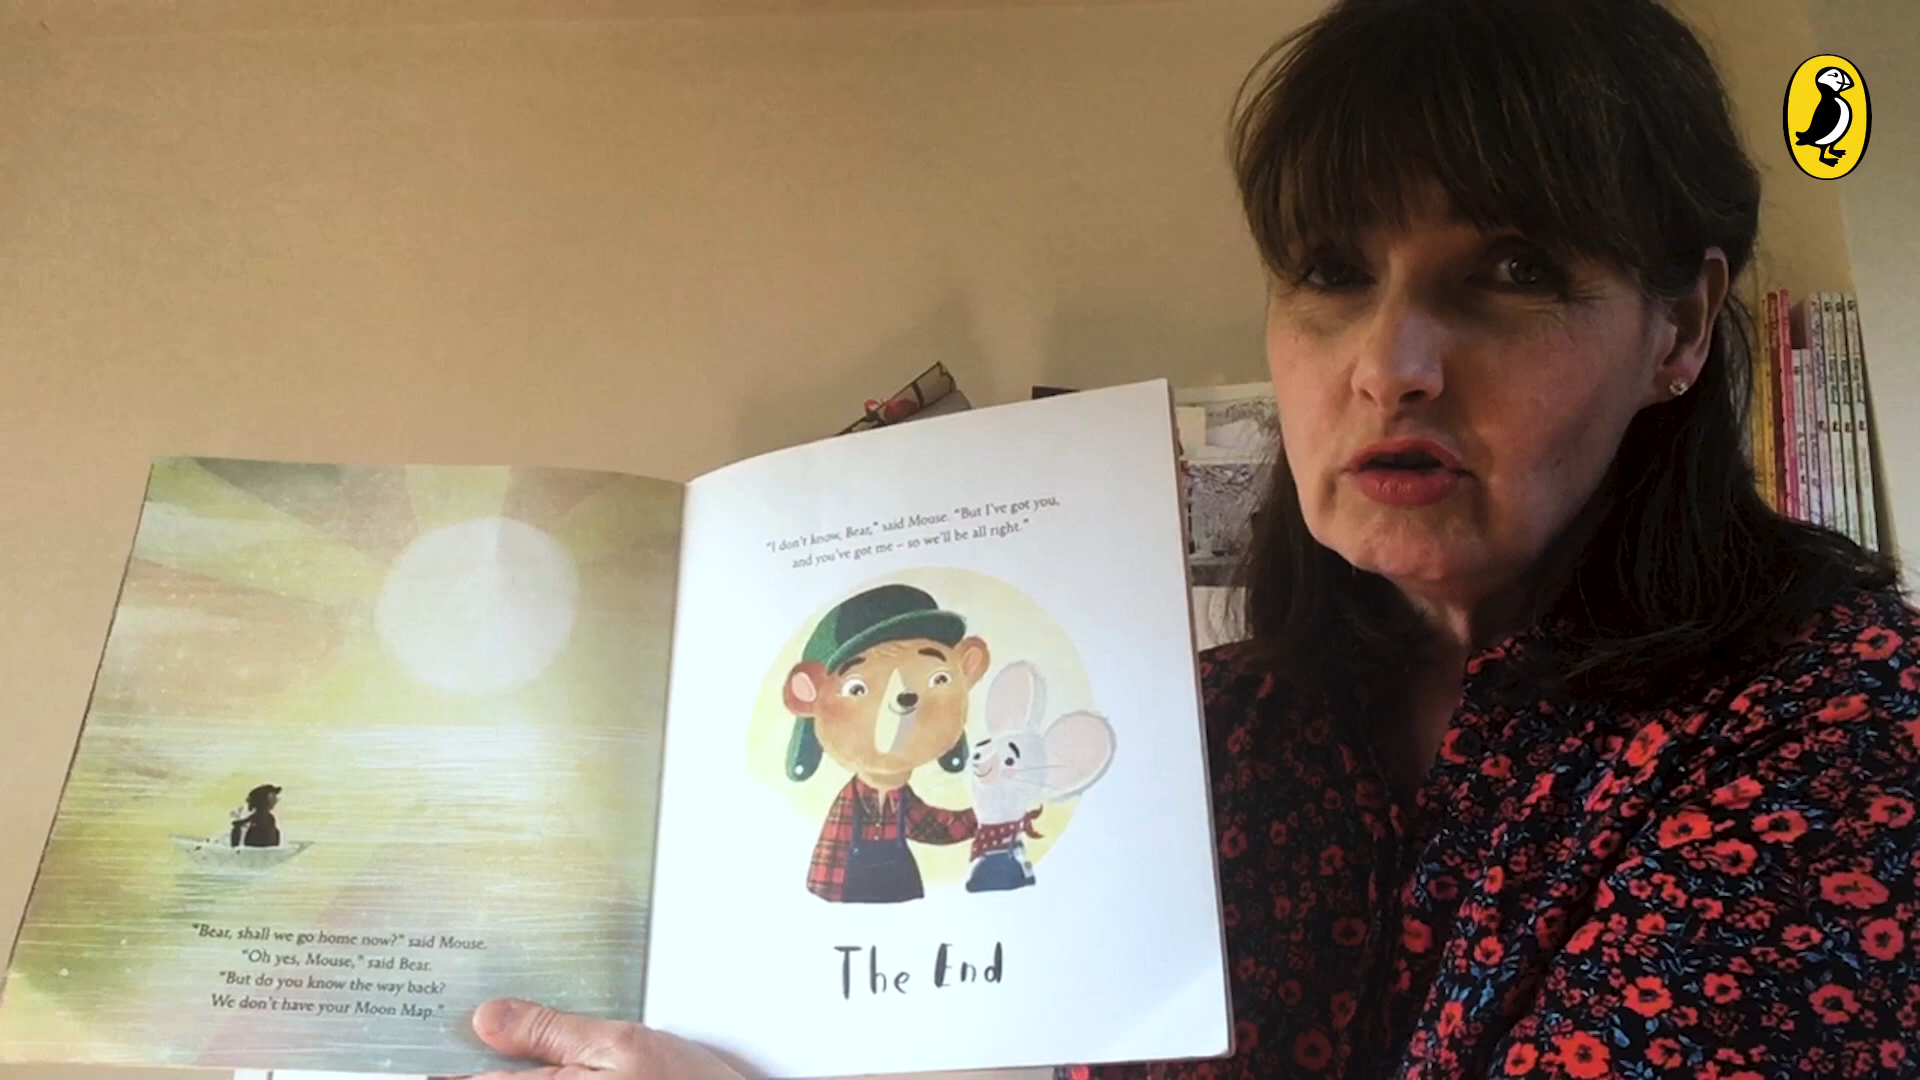 "Bear, shall we go home now?" said Mouse.
"Oh yes, Mouse," said Bear.
"But do you know the way back?
We don't have your Moon Map."
"I don't know, Bear," said Mouse. "But I've got you,
and you've got me – so we'll be all right."
The End